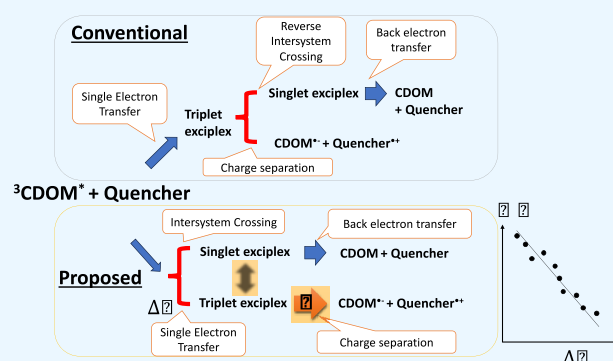 Conventional
Reverse
Intersystem
Crossing
Back electron
transfer
Single Electron
Transfer
Triplet
exciplex
Singlet exciplex
CDOM
+ Quencher
CDOM•- + Quencher•+
Charge separation
3CDOM* + Quencher
Intersystem Crossing
Back electron transfer
Singlet exciplex
CDOM + Quencher
Proposed
Δ
Triplet exciplex
CDOM•- + Quencher•+
Single Electron
Transfer
Charge separation
Δ